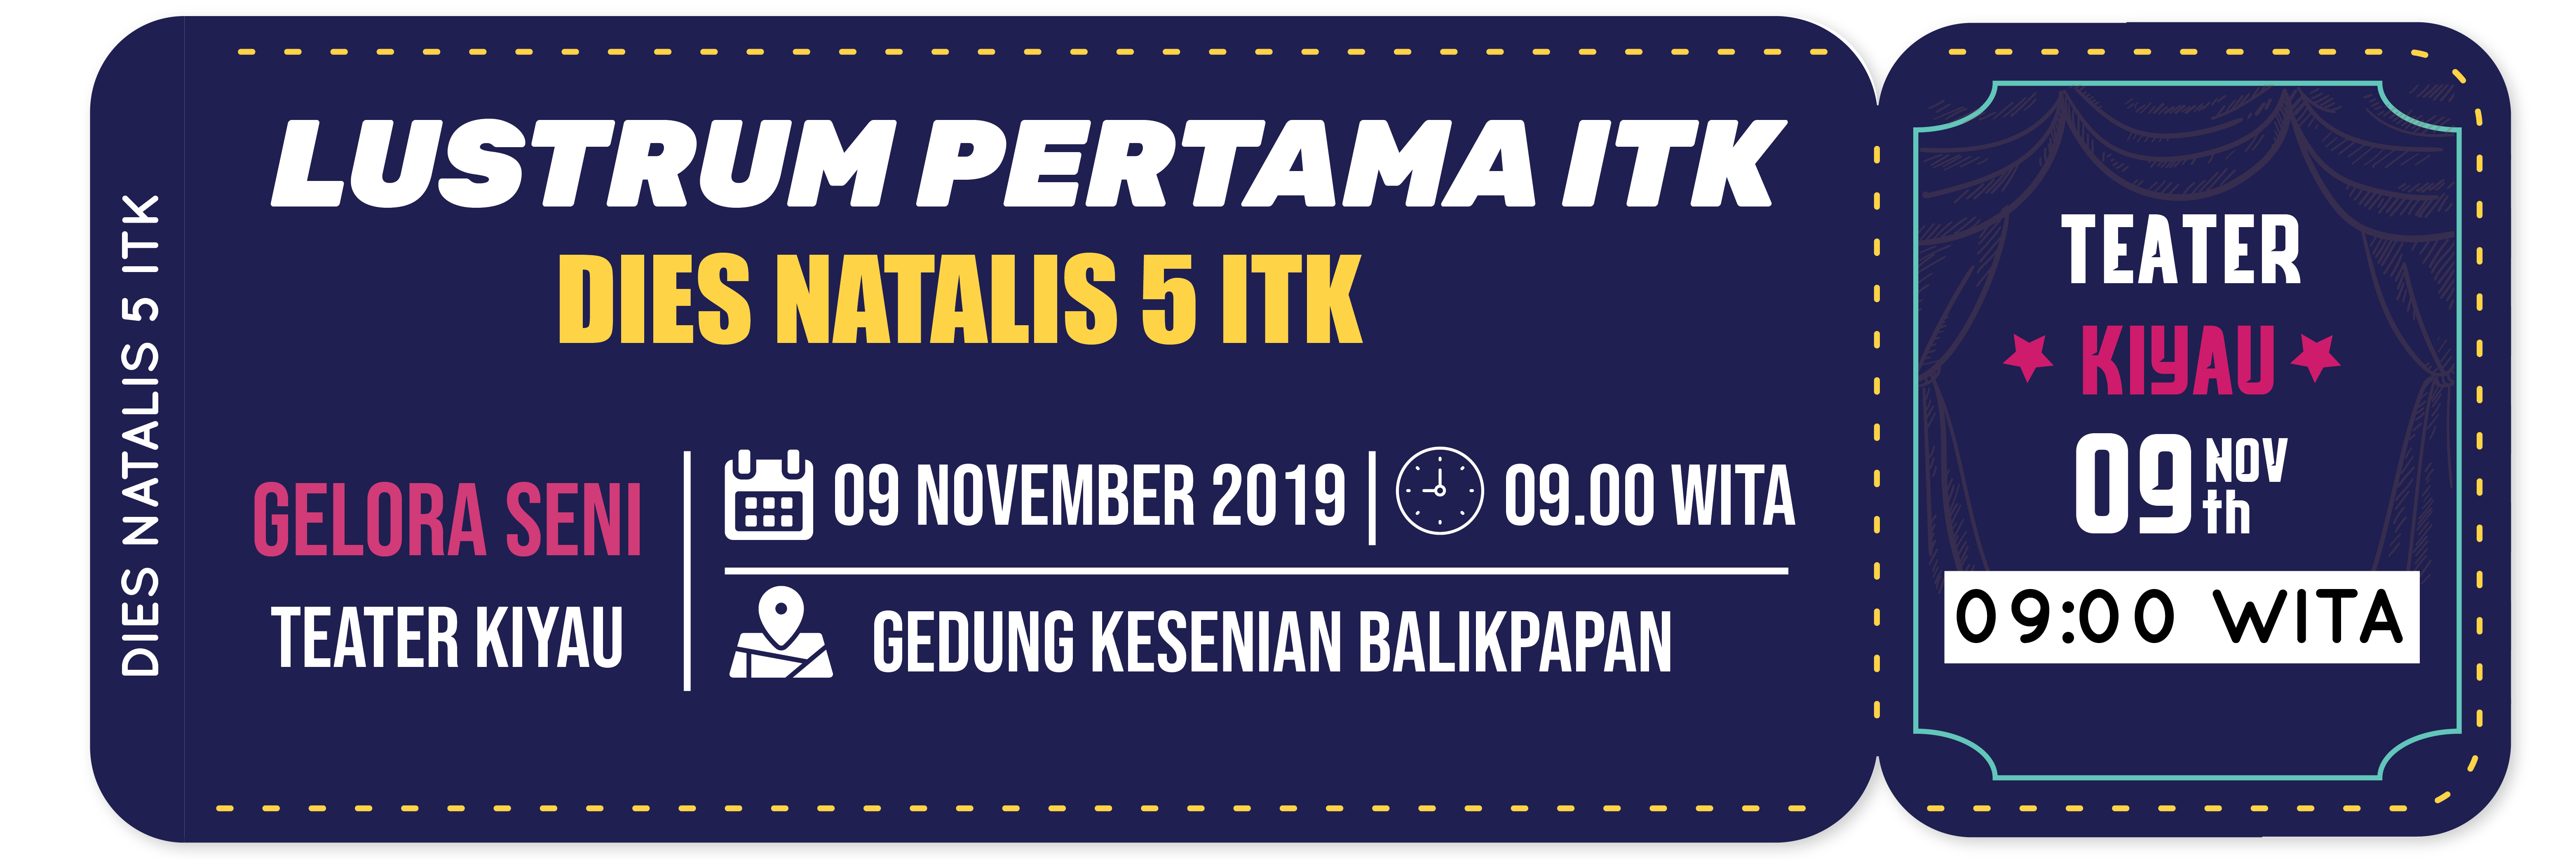 DIES NATALIS 5 ITK
LUSTRUM PERTAMA ITK
DIES NATALIS 5 ITK
GELORA SENI
TEATER KIYAU
09 NOVEMBER 2019
09.00 WITA
GEDUNG KESENIAN BALIKPAPAN
TEATER
KIYAU
09 NOV
th
09:00 WITA